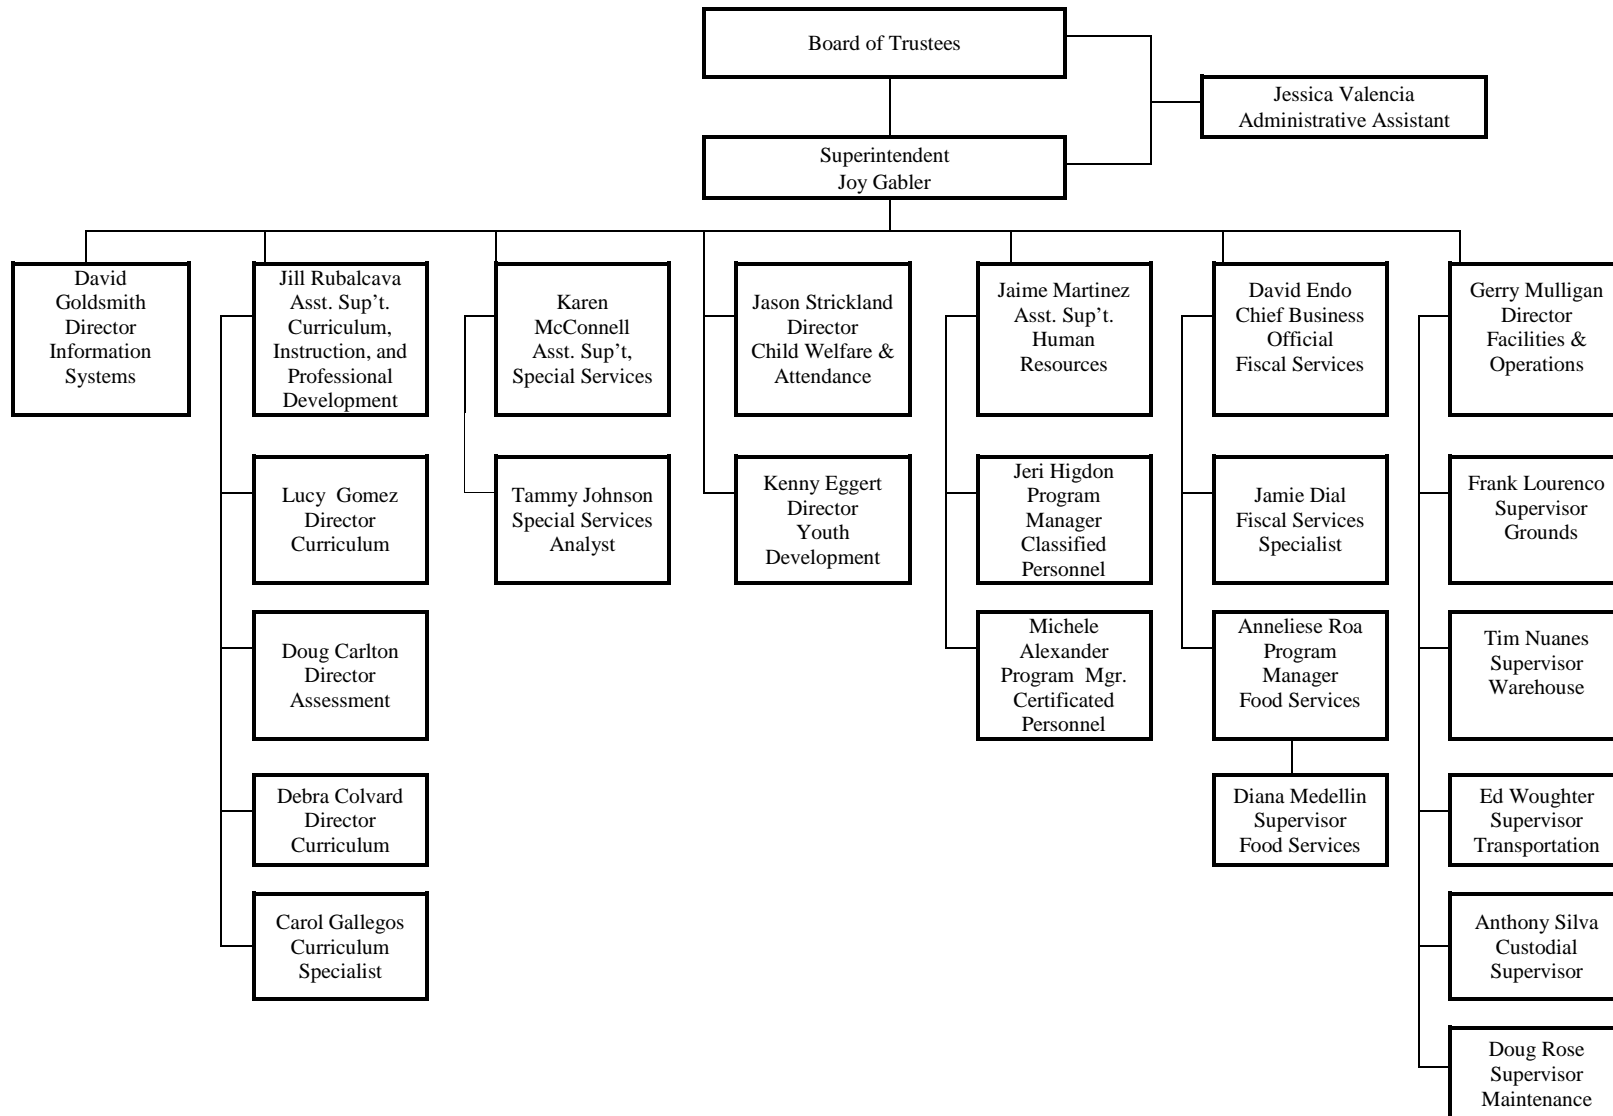 Board of Trustees
Jessica Valencia
Administrative Assistant
Superintendent
Joy Gabler
David
Goldsmith
Director
Information
Systems
Jill Rubalcava
Asst. Sup’t.
Curriculum,
Instruction, and
Professional
Development
Karen
McConnell
Asst. Sup’t,
Special Services
Jason Strickland
Director
Child Welfare &
Attendance
Jaime Martinez
Asst. Sup’t.
Human
Resources
David Endo
Chief Business
Official
Fiscal Services
Gerry Mulligan
Director
Facilities &
Operations
Lucy  Gomez
Director
Curriculum
Tammy Johnson
Special Services
Analyst
Kenny Eggert
Director
Youth
Development
Jeri Higdon
Program
Manager
Classified
Personnel
Jamie Dial
Fiscal Services
Specialist
Frank Lourenco
Supervisor
Grounds
Doug Carlton
Director
Assessment
Michele
Alexander
Program  Mgr.
Certificated
Personnel
Anneliese Roa
Program
Manager
Food Services
Tim Nuanes
Supervisor
Warehouse
Debra Colvard
Director
Curriculum
Diana Medellin
Supervisor
Food Services
Ed Woughter
Supervisor
Transportation
Carol Gallegos
Curriculum
Specialist
Anthony Silva
Custodial
Supervisor
Doug Rose
Supervisor
Maintenance